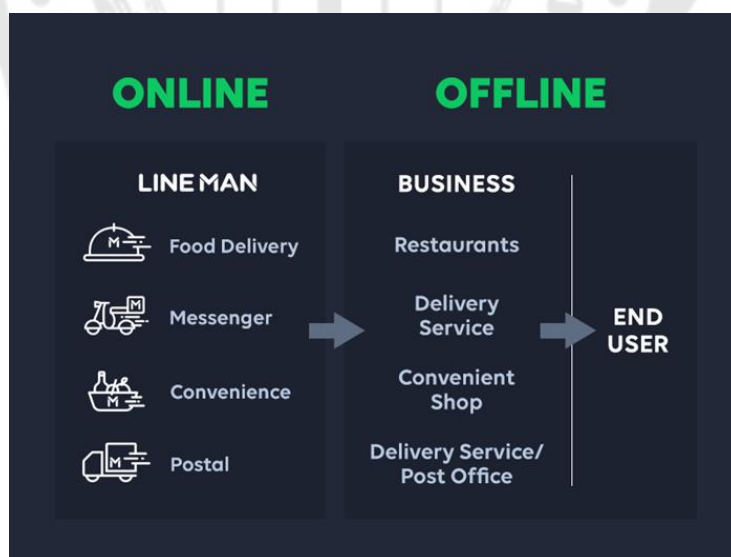 ONLINE
OFFLINE
LINE MAN
Food Delivery
Messenger
Convenience
Postal
BUSINESS
Restaurants
Delivery
Service
Convenient
Shop
Delivery Service/
Post Office
END
USER
M
M
M
M